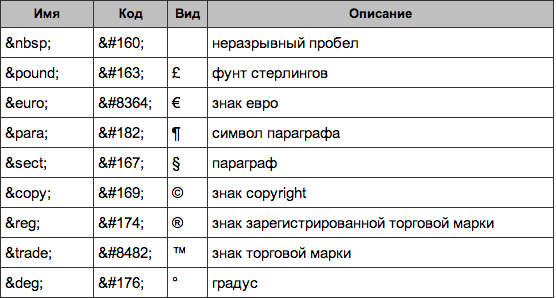 Имя Код Вид Описание
&nbsp; &#160; неразрывный пробел
&pound; &#163; £ фунт стерлингов
&euro; &#8364; € знак евро
&para; &#182; ¶ символ параграфа
&sect; &#167; § параграф
&copy; &#169; © знак copyright
&reg; &#174; ® знак зарегистрированной торговой марки
&trade; &#8482; ™ знак торговой марки
&deg; &#176; ° градус